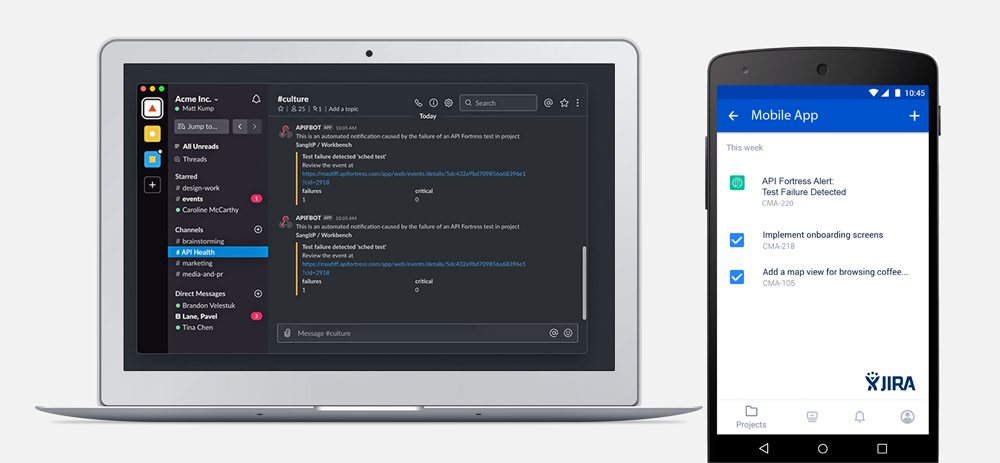 Acme Inc.
Matt Kump
Jump to...
All Unreads
Threads
Starred
# design-work
# events 1
Caroline McCarthy
Channels
# brainstorming
# API Health
# marketing
# media-and-pr
Direct Messages
Brandon Velestuk
2 Lane, Pavel 3
Tina Chen
#culture
25 | 1 | Add a topic
Search
Today
APIFBOT APP 10:05 AM
This is an automated notification caused by the failure of an API Fortress test in project
SangitP / Workbench
Test failure detected 'sched test'
Review the event at
https://mastiff.apifortress.com/app/web/events/details/5dc432a9bd709856a68396e1
?cid=2918
failures critical
1 0
APIFBOT APP 10:05 AM
This is an automated notification caused by the failure of an API Fortress test in project
SangitP / Workbench
Test failure detected 'sched test'
Review the event at
https://mastiff.apifortress.com/app/web/events/details/5dc432a9bd709856a68396e1
?cid=2918
failures critical
1 0
Message #culture
10:45
Mobile App
This week
API Fortress Alert:
Test Failure Detected
CMA-220
Implement onboarding screens
CMA-218
Add a map view for browsing coffee...
CMA-105
JIRA
Projects